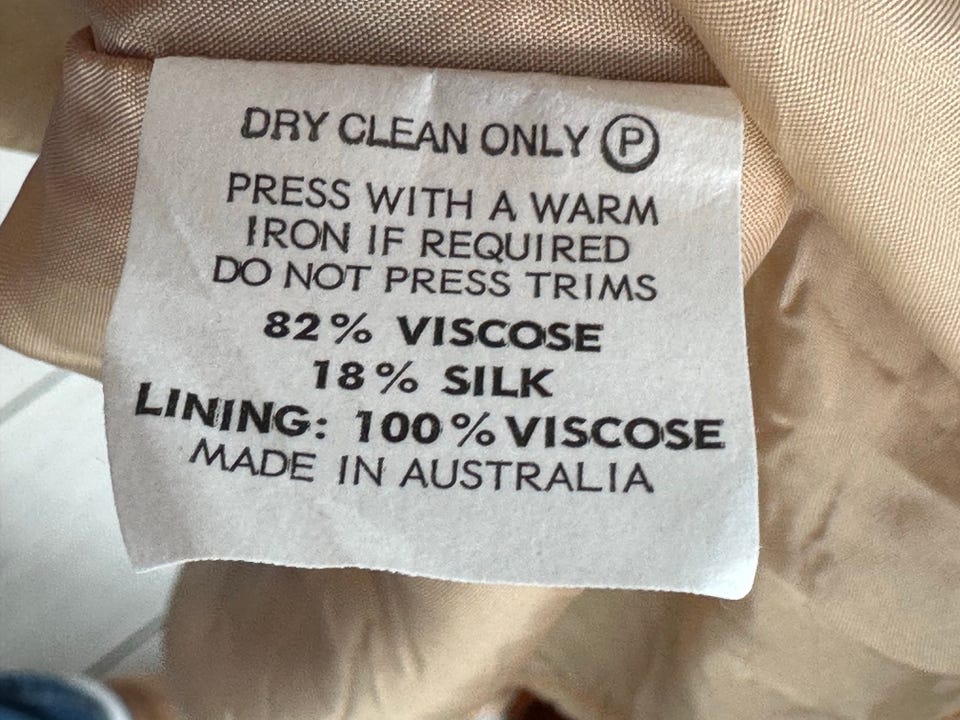 DRY CLEAN ONLY Ⓟ
PRESS WITH A WARM
IRON IF REQUIRED
DO NOT PRESS TRIMS
82% VISCOSE
18% SILK
LINING: 100% VISCOSE
MADE IN AUSTRALIA